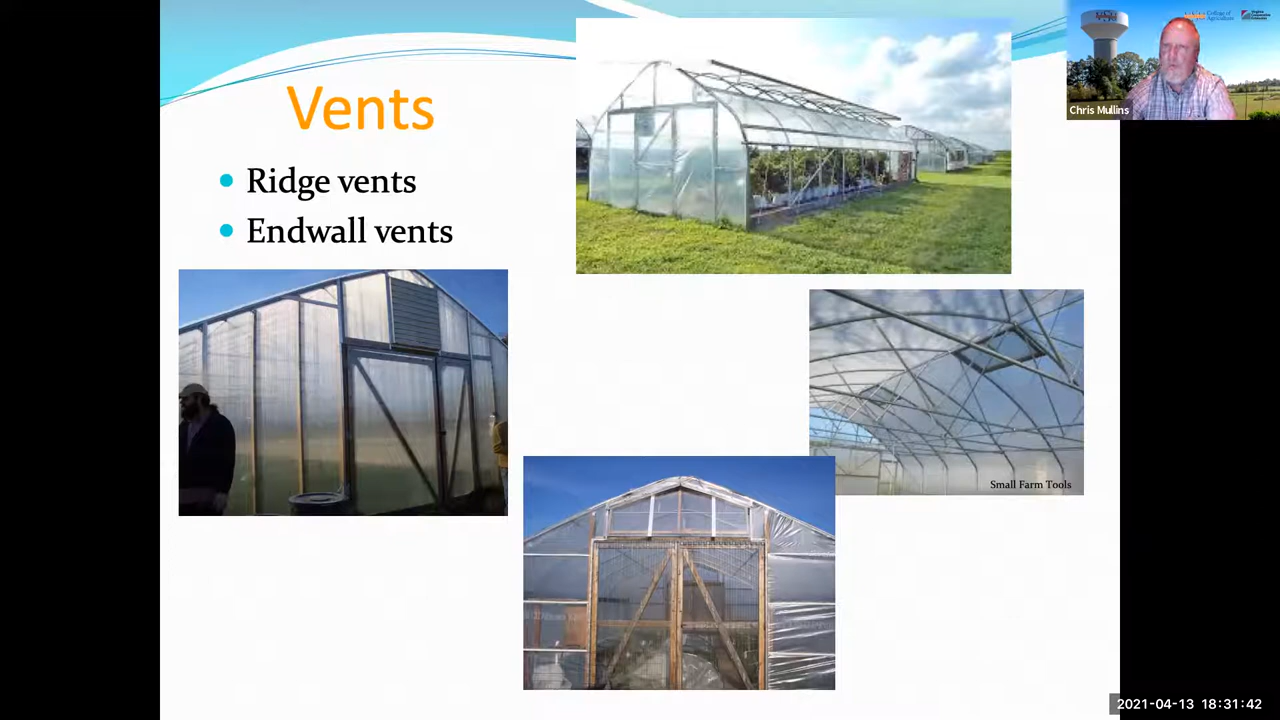 Vents
Ridge vents
Endwall vents
Chris Mullins
Small Farm Tools
2021-04-13 18:31:42